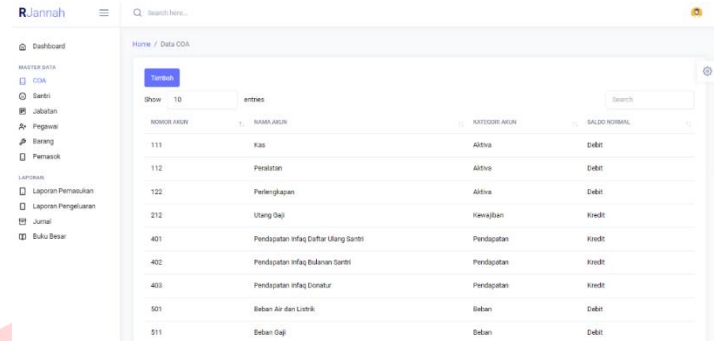 RJannah
Search here...
Dashboard
MASTER DATA
COA
Santri
Jabatan
Pegawai
Barang
Pemasok
LAPORAN
Laporan Pemasukan
Laporan Pengeluaran
Jurnal
Buku Besar
Home / Data COA
Tambah
Show 10 entries Search
NOMOR AKUN NAMA AKUN KATEGORI AKUN SALDO NORMAL
111 Kas Aktiva Debit
112 Peralatan Aktiva Debit
122 Perlengkapan Aktiva Debit
212 Utang Gaji Kewajiban Kredit
401 Pendapatan Infaq Daftar Ulang Santri Pendapatan Kredit
402 Pendapatan Infaq Bulanan Santri Pendapatan Kredit
403 Pendapatan Infaq Donatur Pendapatan Kredit
501 Beban Air dan Listrik Beban Debit
511 Beban Gaji Beban Debit